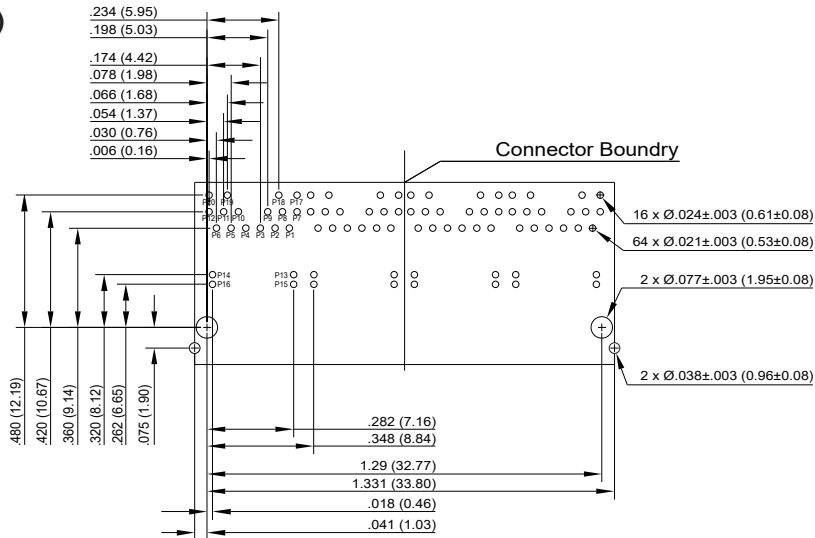 .234 (5.95)
.198 (5.03)
.174 (4.42)
.078 (1.98)
.066 (1.68)
.054 (1.37)
.030 (0.76)
.006 (0.16)
Connector Boundry
P20 P19 P18 P17
P12 P11 P10 P9 P8 P7
P6 P5 P4 P3 P2 P1
P14 P13
P16 P15
16 x Ø.024±.003 (0.61±0.08)
64 x Ø.021±.003 (0.53±0.08)
2 x Ø.077±.003 (1.95±0.08)
2 x Ø.038±.003 (0.96±0.08)
.480 (12.19)
.420 (10.67)
.360 (9.14)
.320 (8.12)
.262 (6.65)
.075 (1.90)
.282 (7.16)
.348 (8.84)
1.29 (32.77)
1.331 (33.80)
.018 (0.46)
.041 (1.03)